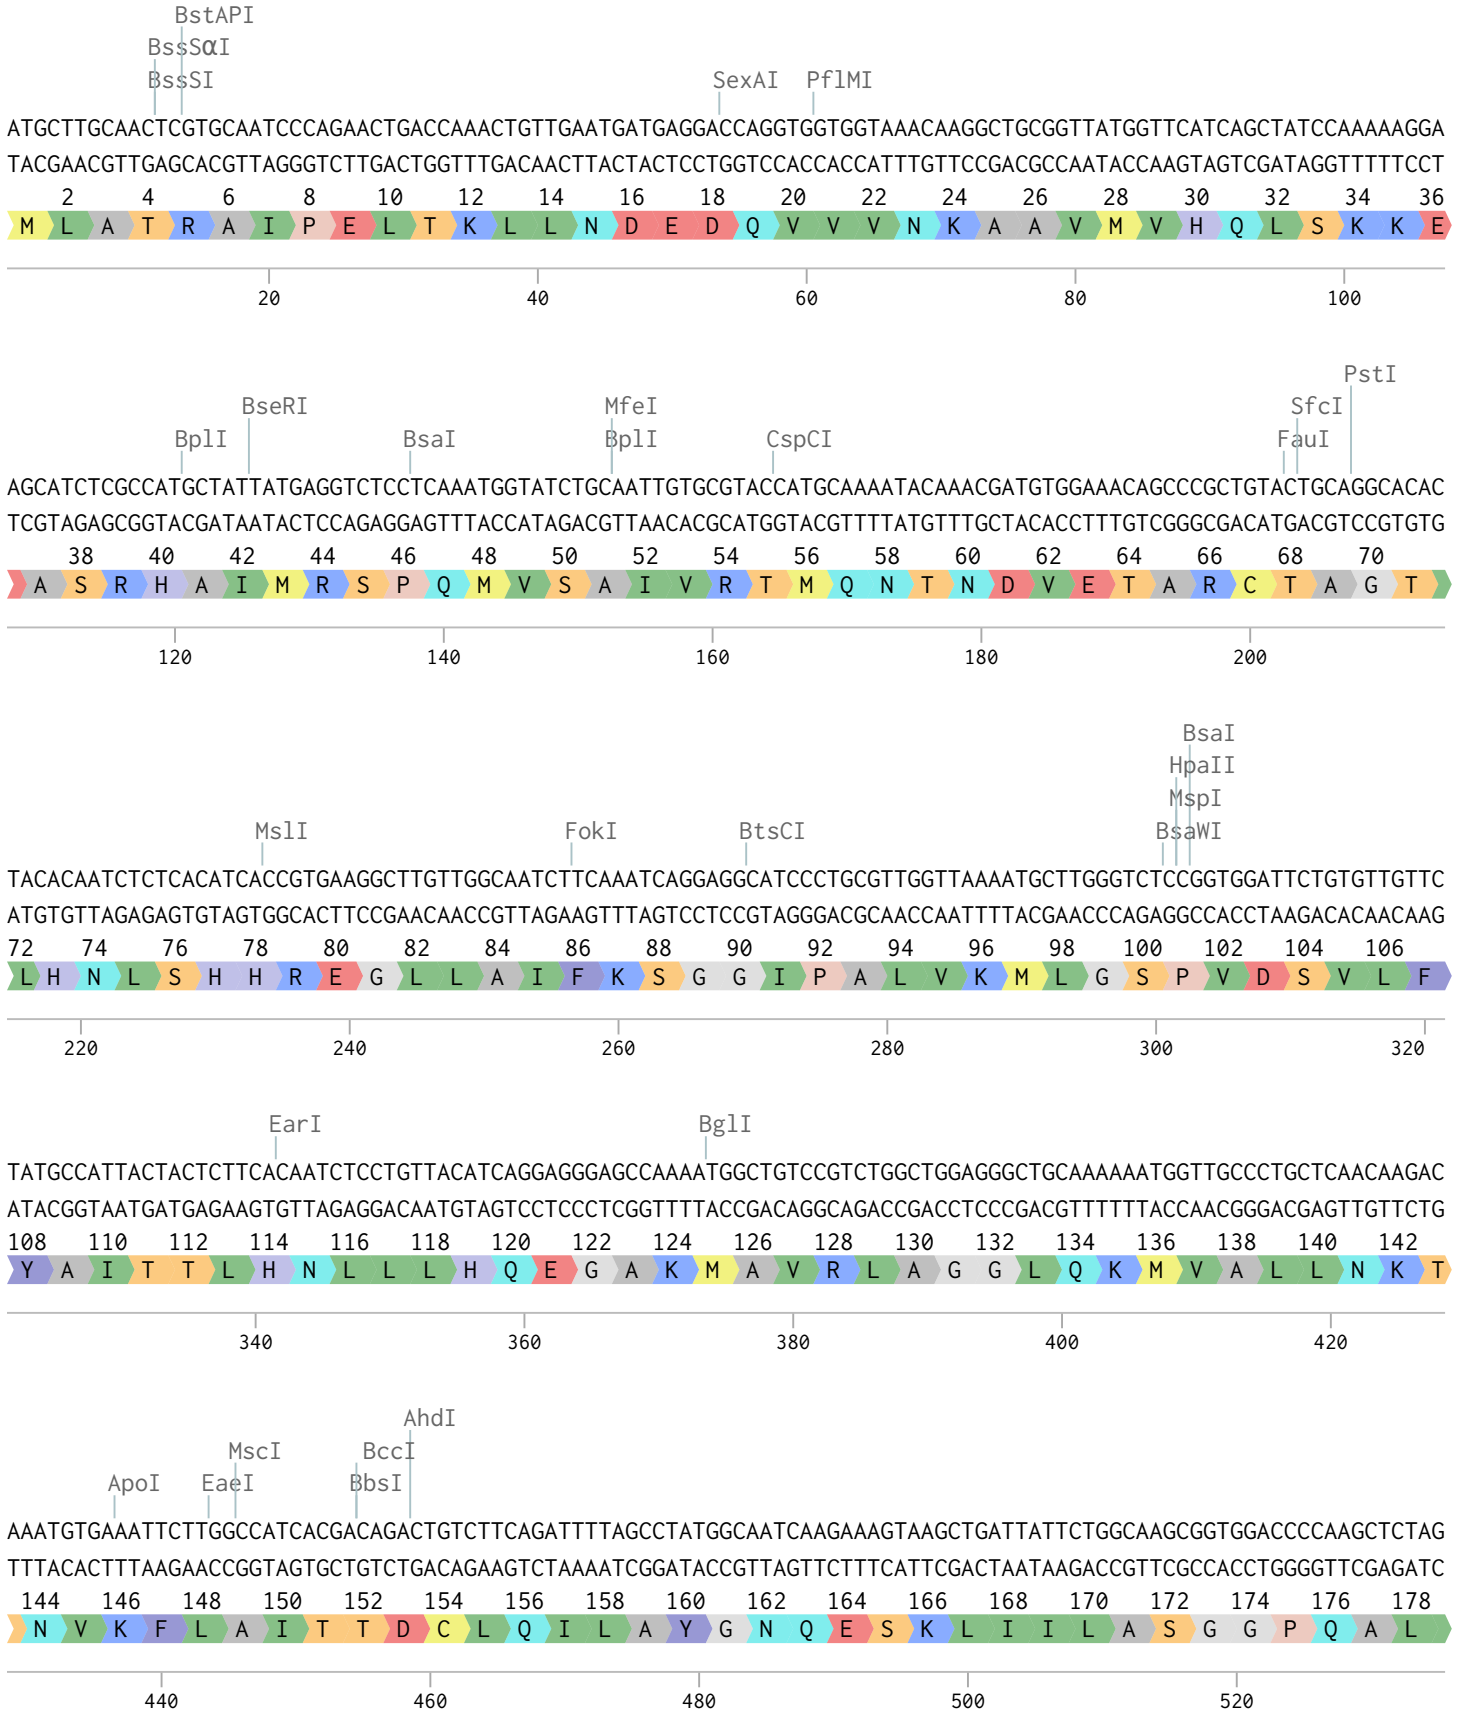 BstAPI
BssSαI
BssSI SexAI PflMI
ATGCTTGCAACTCGTGCAATCCCAGAACTGACCAAACTGTTGAATGATGAGGACCAGGTGGTGGTAAACAAGGCTGCGGTTATGGTTCATCAGCTATCCAAAAAGGA
TACGAACGTTGAGCACGTTAGGGTCTTGACTGGTTTGACAACTTACTACTCCTGGTCCACCACCATTTGTTCCGACGCCAATACCAAGTAGTCGATAGGTTTTTCCT
2 4 6 8 10 12 14 16 18 20 22 24 26 28 30 32 34 36
M L A T R A I P E L T K L L N D E D Q V V V N K A A V M V H Q L S K K E
20 40 60 80 100
PstI
BseRI MfeI SfcI
BplI BsaI BplI CspCI FauI
AGCATCTCGCCATGCTATTATGAGGTCTCCTCAAATGGTATCTGCAATTGTGCGTACCATGCAAAATACAAACGATGTGGAAACAGCCCGCTGTACTGCAGGCACAC
TCGTAGAGCGGTACGATAATACTCCAGAGGAGTTTACCATAGACGTTAACACGCATGGTACGTTTTATGTTTGCTACACCTTTGTCGGGCGACATGACGTCCGTGTG
38 40 42 44 46 48 50 52 54 56 58 60 62 64 66 68 70
A S R H A I M R S P Q M V S A I V R T M Q N T N D V E T A R C T A G T
120 140 160 180 200
BsaI
HpaII
MspI
MslI FokI BtsCI BsaWI
TACACAATCTCTCACATCACCGTGAAGGCTTGTTGGCAATCTTCAAATCAGGAGGCATCCCTGCGTTGGTTAAAATGCTTGGGTCTCCGGTGGATTCTGTGTTGTTC
ATGTGTTAGAGAGTGTAGTGGCACTTCCGAACAACCGTTAGAAGTTTAGTCCTCCGTAGGGACGCAACCAATTTTACGAACCCAGAGGCCACCTAAGACACAACAAG
72 74 76 78 80 82 84 86 88 90 92 94 96 98 100 102 104 106
L H N L S H H R E G L L A I F K S G G I P A L V K M L G S P V D S V L F
220 240 260 280 300 320
EarI BglI
TATGCCATTACTACTCTTCACAATCTCCTGTTACATCAGGAGGGAGCCAAAATGGCTGTCCGTCTGGCTGGAGGGCTGCAAAAAATGGTTGCCCTGCTCAACAAGAC
ATACGGTAATGATGAGAAGTGTTAGAGGACAATGTAGTCCTCCCTCGGTTTTACCGACAGGCAGACCGACCTCCCGACGTTTTTTACCAACGGGACGAGTTGTTCTG
108 110 112 114 116 118 120 122 124 126 128 130 132 134 136 138 140 142
Y A I T T L H N L L L H Q E G A K M A V R L A G G L Q K M V A L L N K T
340 360 380 400 420
AhdI
MscI BccI
ApoI EaeI BbsI
AAATGTGAAATTCTTGGCCATCACGACAGACTGTCTTCAGATTTTAGCCTATGGCAATCAAGAAAGTAAGCTGATTATTCTGGCAAGCGGTGGACCCCAAGCTCTAG
TTTACACTTTAAGAACCGGTAGTGCTGTCTGACAGAAGTCTAAAATCGGATACCGTTAGTTCTTTCATTCGACTAATAAGACCGTTCGCCACCTGGGGTTCGAGATC
144 146 148 150 152 154 156 158 160 162 164 166 168 170 172 174 176 178
N V K F L A I T T D C L Q I L A Y G N Q E S K L I I L A S G G P Q A L
440 460 480 500 520